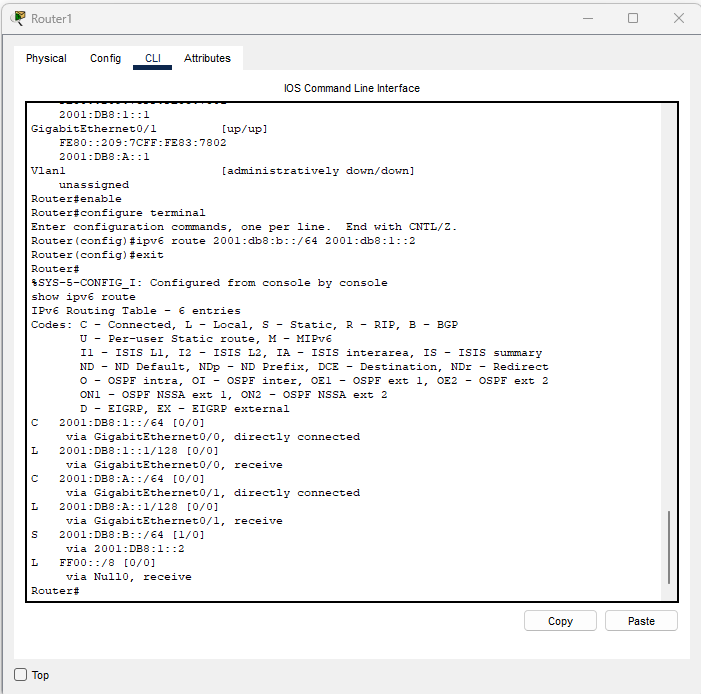 Router1
Physical Config CLI Attributes
IOS Command Line Interface
2001:DB8:1::1
GigabitEthernet0/1 [up/up]
FE80::209:7CFF:FE83:7802
2001:DB8:A::1
Vlan1 [administratively down/down]
unassigned
Router#enable
Router#configure terminal
Enter configuration commands, one per line. End with CNTL/Z.
Router(config)#ipv6 route 2001:db8:b::/64 2001:db8:1::2
Router(config)#exit
Router#
%SYS-5-CONFIG_I: Configured from console by console
show ipv6 route
IPv6 Routing Table - 6 entries
Codes: C - Connected, L - Local, S - Static, R - RIP, B - BGP
U - Per-user Static route, M - MIPv6
I1 - ISIS L1, I2 - ISIS L2, IA - ISIS interarea, IS - ISIS summary
ND - ND Default, NDp - ND Prefix, DCE - Destination, NDr - Redirect
O - OSPF intra, OI - OSPF inter, OE1 - OSPF ext 1, OE2 - OSPF ext 2
ON1 - OSPF NSSA ext 1, ON2 - OSPF NSSA ext 2
D - EIGRP, EX - EIGRP external
C 2001:DB8:1::/64 [0/0]
via GigabitEthernet0/0, directly connected
L 2001:DB8:1::1/128 [0/0]
via GigabitEthernet0/0, receive
C 2001:DB8:A::/64 [0/0]
via GigabitEthernet0/1, directly connected
L 2001:DB8:A::1/128 [0/0]
via GigabitEthernet0/1, receive
S 2001:DB8:B::/64 [1/0]
via 2001:DB8:1::2
L FF00::/8 [0/0]
via Null0, receive
Router#
Copy Paste
Top